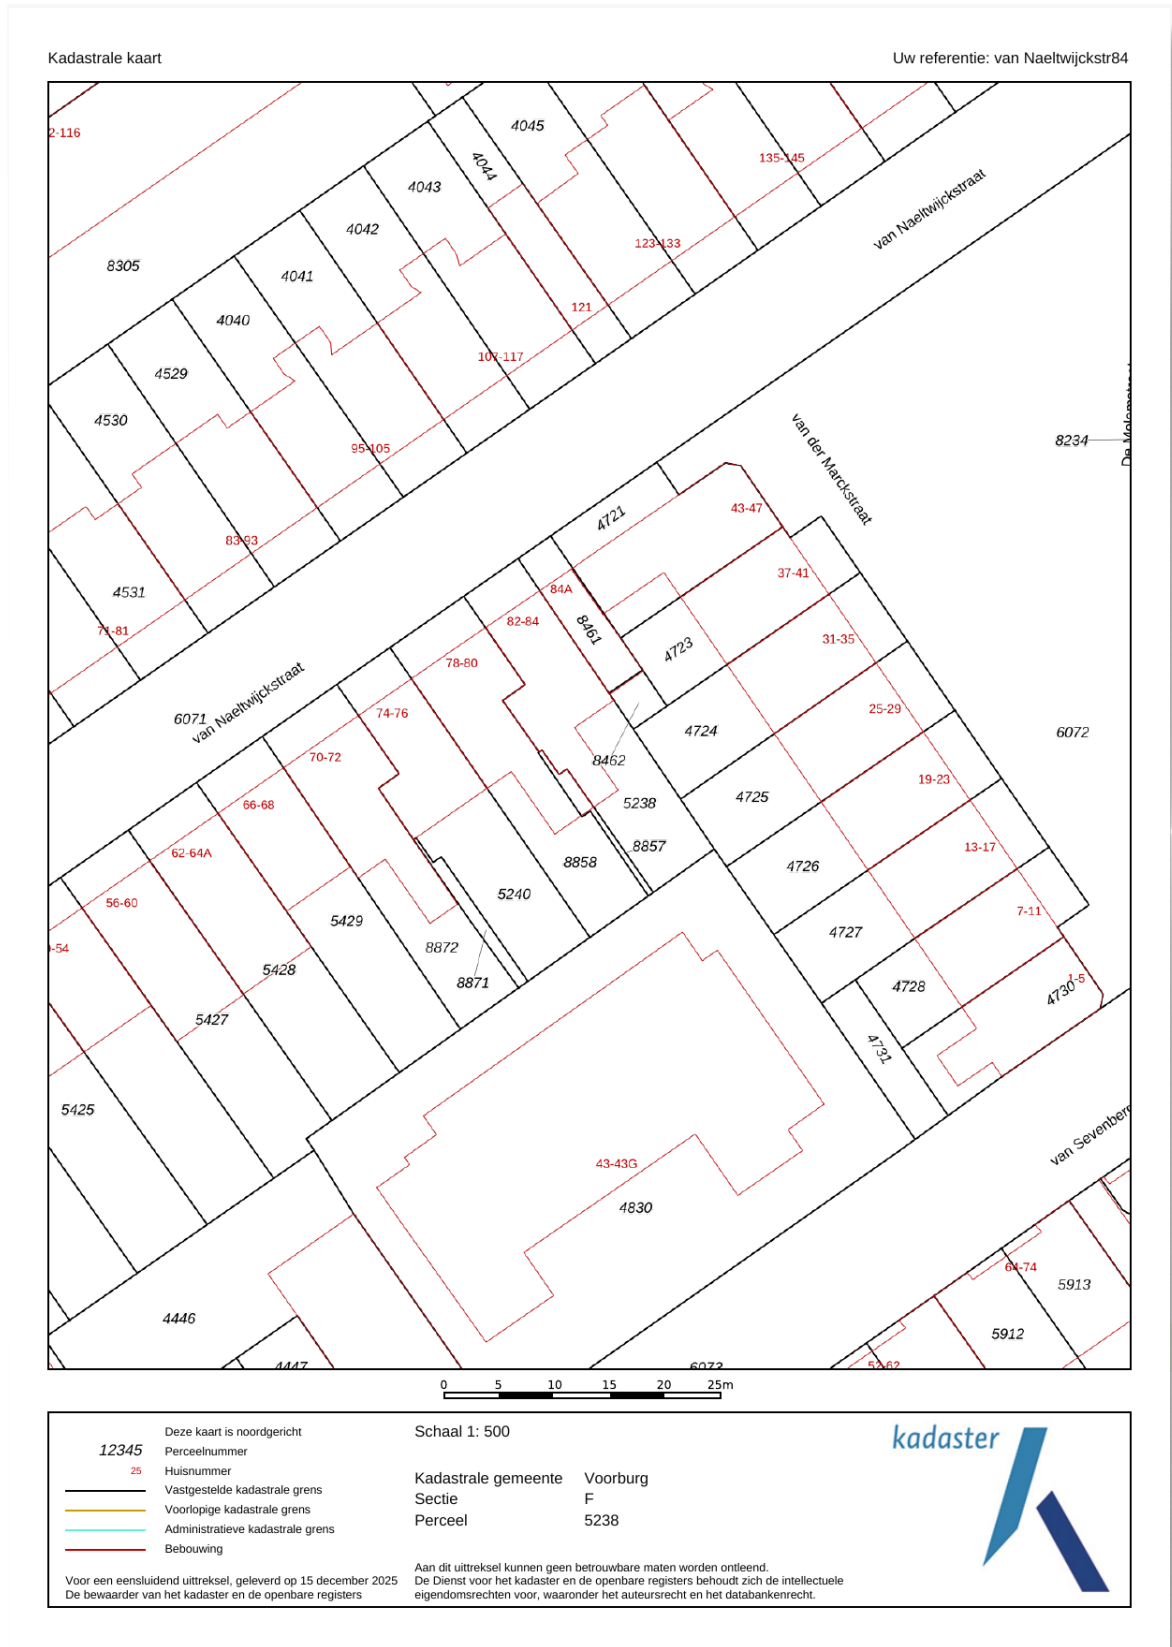 Kadastrale kaart
Uw referentie: van Naeltwijckstr84
4045
2-116
135-145
4044
4043
van Naeltwijckstraat
4042
123-133
8305
4041
121
4040
107-117
4529
4530
95-105
van der Marckstraat
8234
83-93
4721
43-47
4531
37-41
84A
82-84
8461
71-81
31-35
4723
78-80
van Naeltwijckstraat
6071
74-76
25-29
4724
6072
70-72
8462
19-23
66-68
5238
4725
62-64A
8857
13-17
8858
4726
5240
56-60
7-11
5429
4727
-54
8872
5428
8871
4728
1-5
4730
5427
4731
5425
van Sevenberg
43-43G
4830
64-74
5913
4446
5912
4447
6073
52-62
0 5 10 15 20 25m
Deze kaart is noordgericht
12345 Perceelnummer
25 Huisnummer
Vastgestelde kadastrale grens
Voorlopige kadastrale grens
Administratieve kadastrale grens
Bebouwing
Voor een eensluidend uittreksel, geleverd op 15 december 2025
De bewaarder van het kadaster en de openbare registers
Schaal 1: 500
Kadastrale gemeente Voorburg
Sectie F
Perceel 5238
Aan dit uittreksel kunnen geen betrouwbare maten worden ontleend.
De Dienst voor het kadaster en de openbare registers behoudt zich de intellectuele
eigendomsrechten voor, waaronder het auteursrecht en het databankenrecht.
kadaster